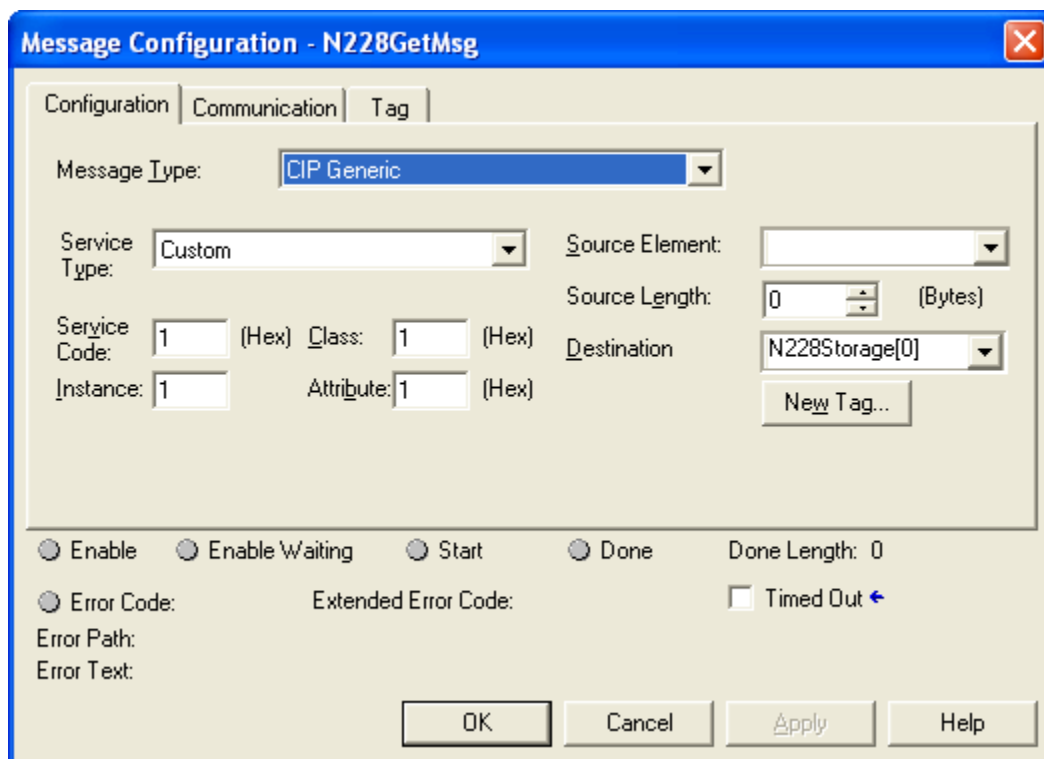 Message Configuration - N228GetMsg
Configuration Communication Tag
Message Type: CIP Generic
Service Type: Custom
Source Element:
Source Length: 0 (Bytes)
Service Code: 1 (Hex) Class: 1 (Hex)
Destination N228Storage[0]
Instance: 1 Attribute: 1 (Hex)
New Tag...
Enable Enable Waiting Start Done Done Length: 0
Error Code: Extended Error Code: Timed Out
Error Path:
Error Text:
OK Cancel Apply Help